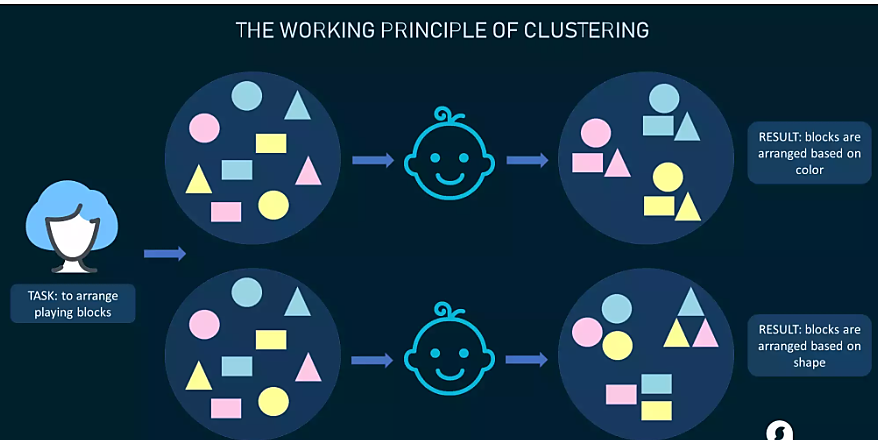 THE WORKING PRINCIPLE OF CLUSTERING
RESULT: blocks are
arranged based on
color
TASK: to arrange
playing blocks
RESULT: blocks are
arranged based on
shape